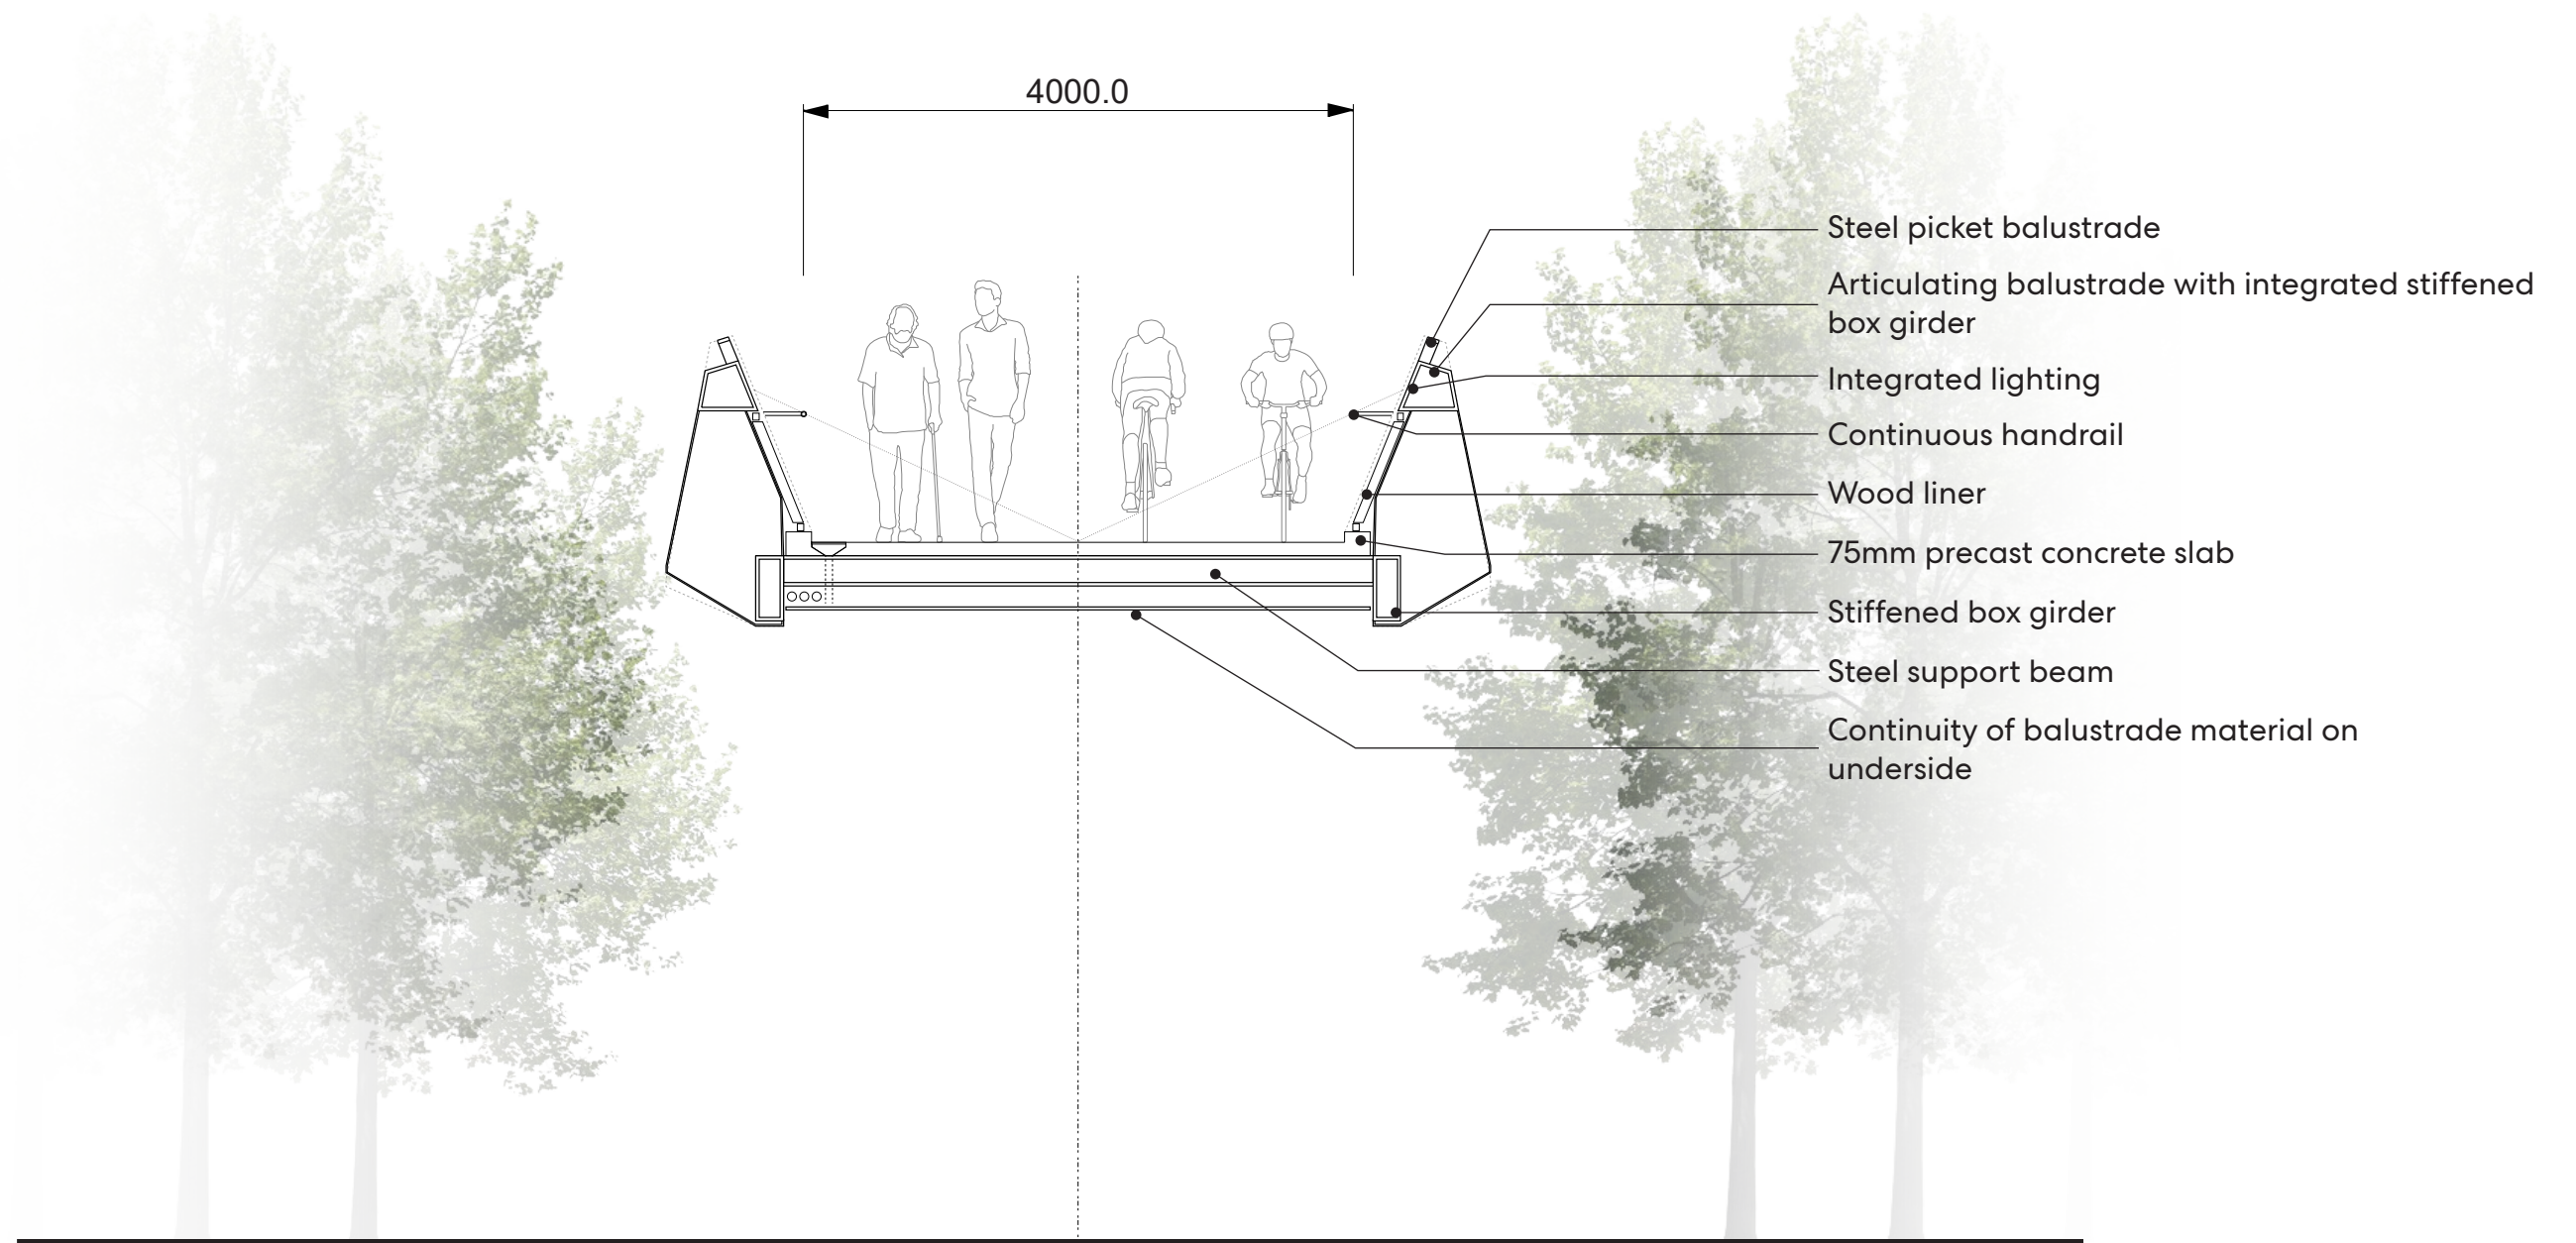 4000.0
Steel picket balustrade
Articulating balustrade with integrated stiffened
box girder
Integrated lighting
Continuous handrail
Wood liner
75mm precast concrete slab
Stiffened box girder
Steel support beam
Continuity of balustrade material on
underside